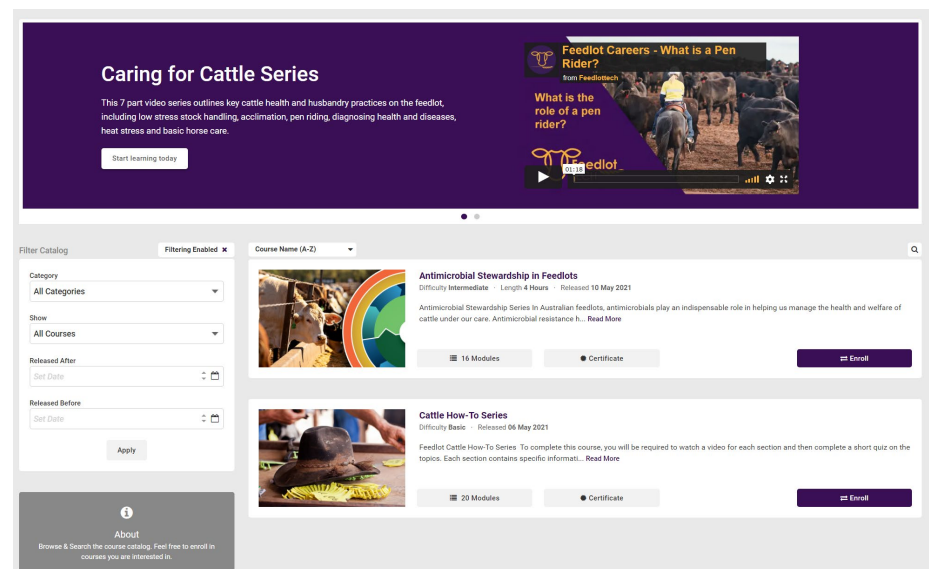 Caring for Cattle Series
This 7 part video series outlines key cattle health and husbandry practices on the feedlot,
including low stress stock handling, acclimation, pen riding, diagnosing health and diseases,
heat stress and basic horse care.
Start learning today
Feedlot Careers - What is a Pen
Rider?
from Feedlottech
What is the
role of a pen
rider?
Feedlot_
01:18
Filter Catalog
Filtering Enabled ×
Category
All Categories
Show
All Courses
Released After
Set Date
Released Before
Set Date
Apply
About
Browse & Search the course catalog. Feel free to enroll in
courses you are interested in.
Course Name (A-Z)
Antimicrobial Stewardship in Feedlots
Difficulty Intermediate · Length 4 Hours · Released 10 May 2021
Antimicrobial Stewardship Series In Australian feedlots, antimicrobials play an indispensable role in helping us manage the health and welfare of
cattle under our care. Antimicrobial resistance h... Read More
16 Modules
Certificate
Enroll
Cattle How-To Series
Difficulty Basic · Released 06 May 2021
Feedlot Cattle How-To Series To complete this course, you will be required to watch a video for each section and then complete a short quiz on the
topics. Each section contains specific informati... Read More
20 Modules
Certificate
Enroll